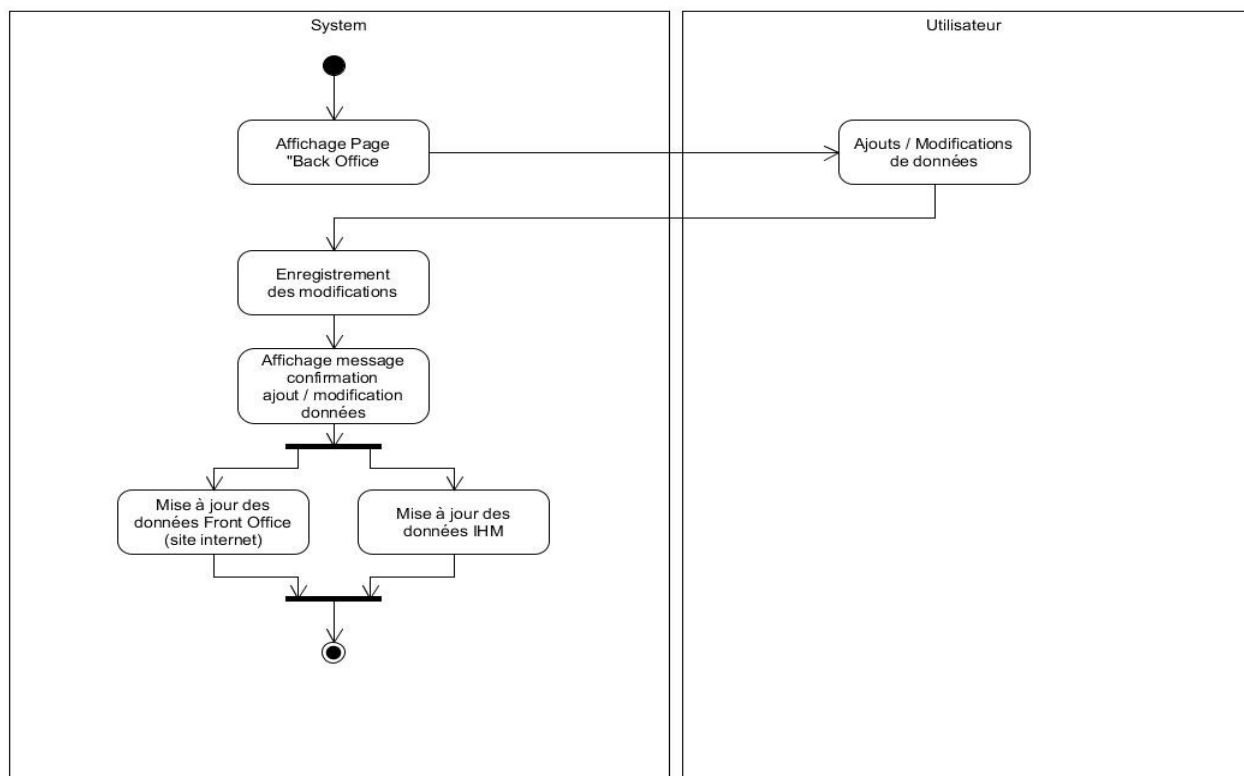 System
Utilisateur
Affichage Page
"Back Office
Ajouts / Modifications
de données
Enregistrement
des modifications
Affichage message
confirmation
ajout / modification
données
Mise à jour des
données Front Office
(site internet)
Mise à jour des
données IHM